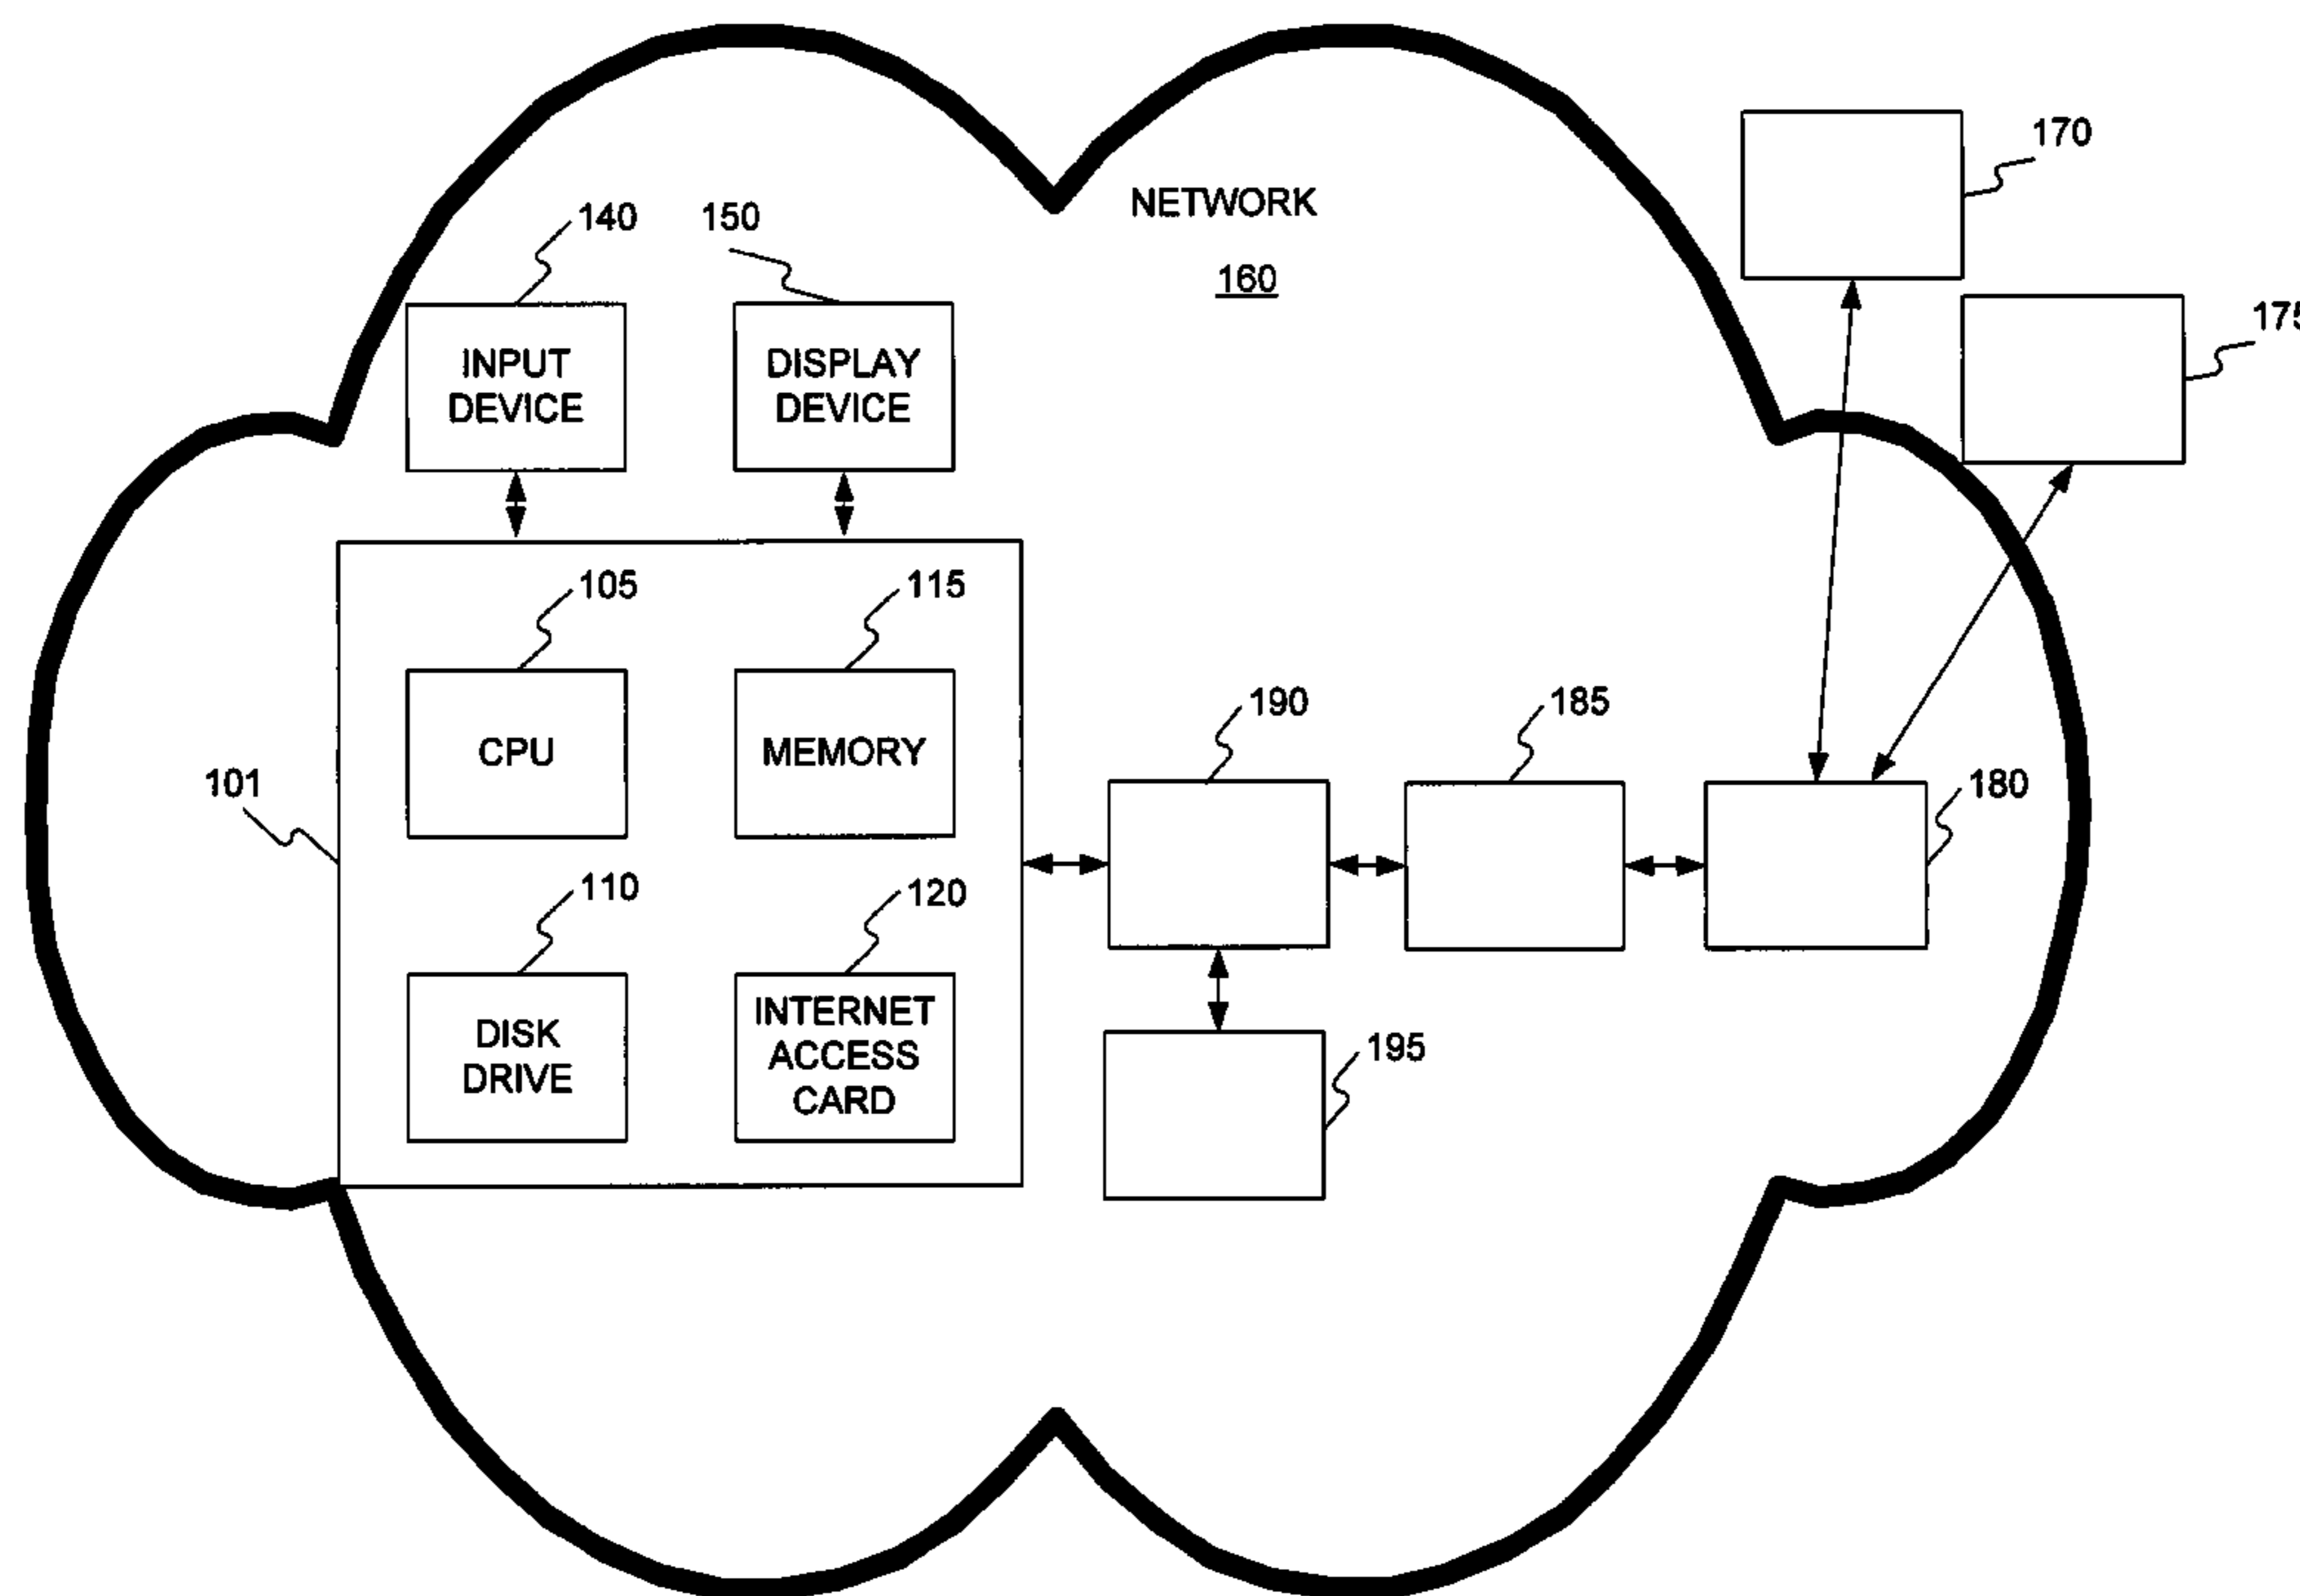 170
140
150
NETWORK
160
175
INPUT
DEVICE
DISPLAY
DEVICE
105
115
190
185
CPU
MEMORY
101
180
110
120
DISK
DRIVE
INTERNET
ACCESS
CARD
195